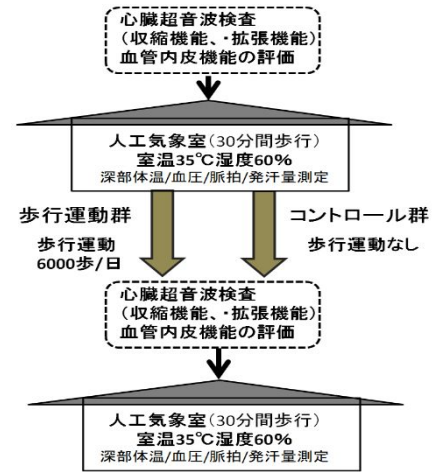 心臓超音波検査
（収縮機能、・拡張機能）
血管内皮機能の評価
人工気象室（30分間歩行）
室温35℃湿度60%
深部体温/血圧/脈拍/発汗量測定
歩行運動群
歩行運動
6000歩/日
コントロール群
歩行運動なし
心臓超音波検査
（収縮機能、・拡張機能）
血管内皮機能の評価
人工気象室（30分間歩行）
室温35℃湿度60%
深部体温/血圧/脈拍/発汗量測定